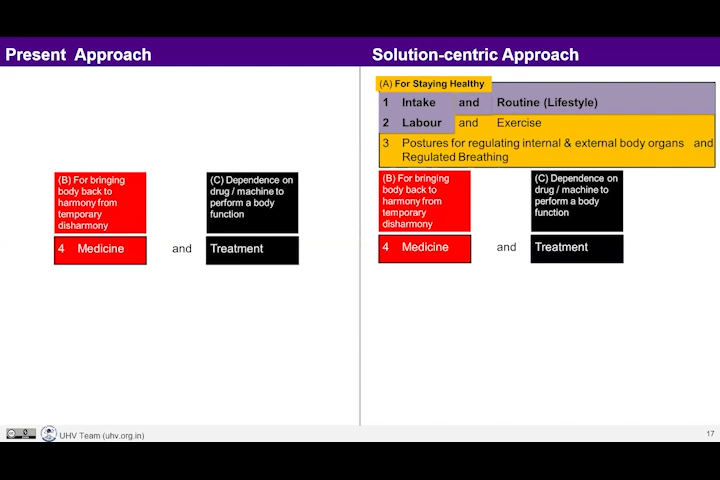 Present Approach
Solution-centric Approach
(B) For bringing
body back to
harmony from
temporary
disharmony
(C) Dependence on
drug / machine to
perform a body
function
4 Medicine and Treatment
(A) For Staying Healthy
1 Intake and Routine (Lifestyle)
2 Labour and Exercise
3 Postures for regulating internal & external body organs and
Regulated Breathing
(B) For bringing
body back to
harmony from
temporary
disharmony
(C) Dependence on
drug / machine to
perform a body
function
4 Medicine and Treatment
UHV Team (uhv.org.in)
17